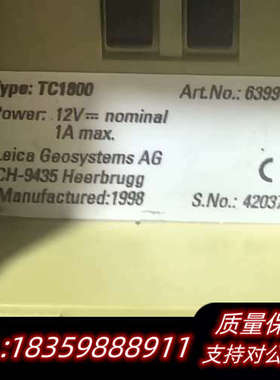 Type: TC1800 Art.No.: 6399
Power: 12V⎓ nominal
1A max.
Leica Geosystems AG
CH-9435 Heerbrugg
Manufactured:1998 S.No.: 4203
质量保
:18359888911 支持对公